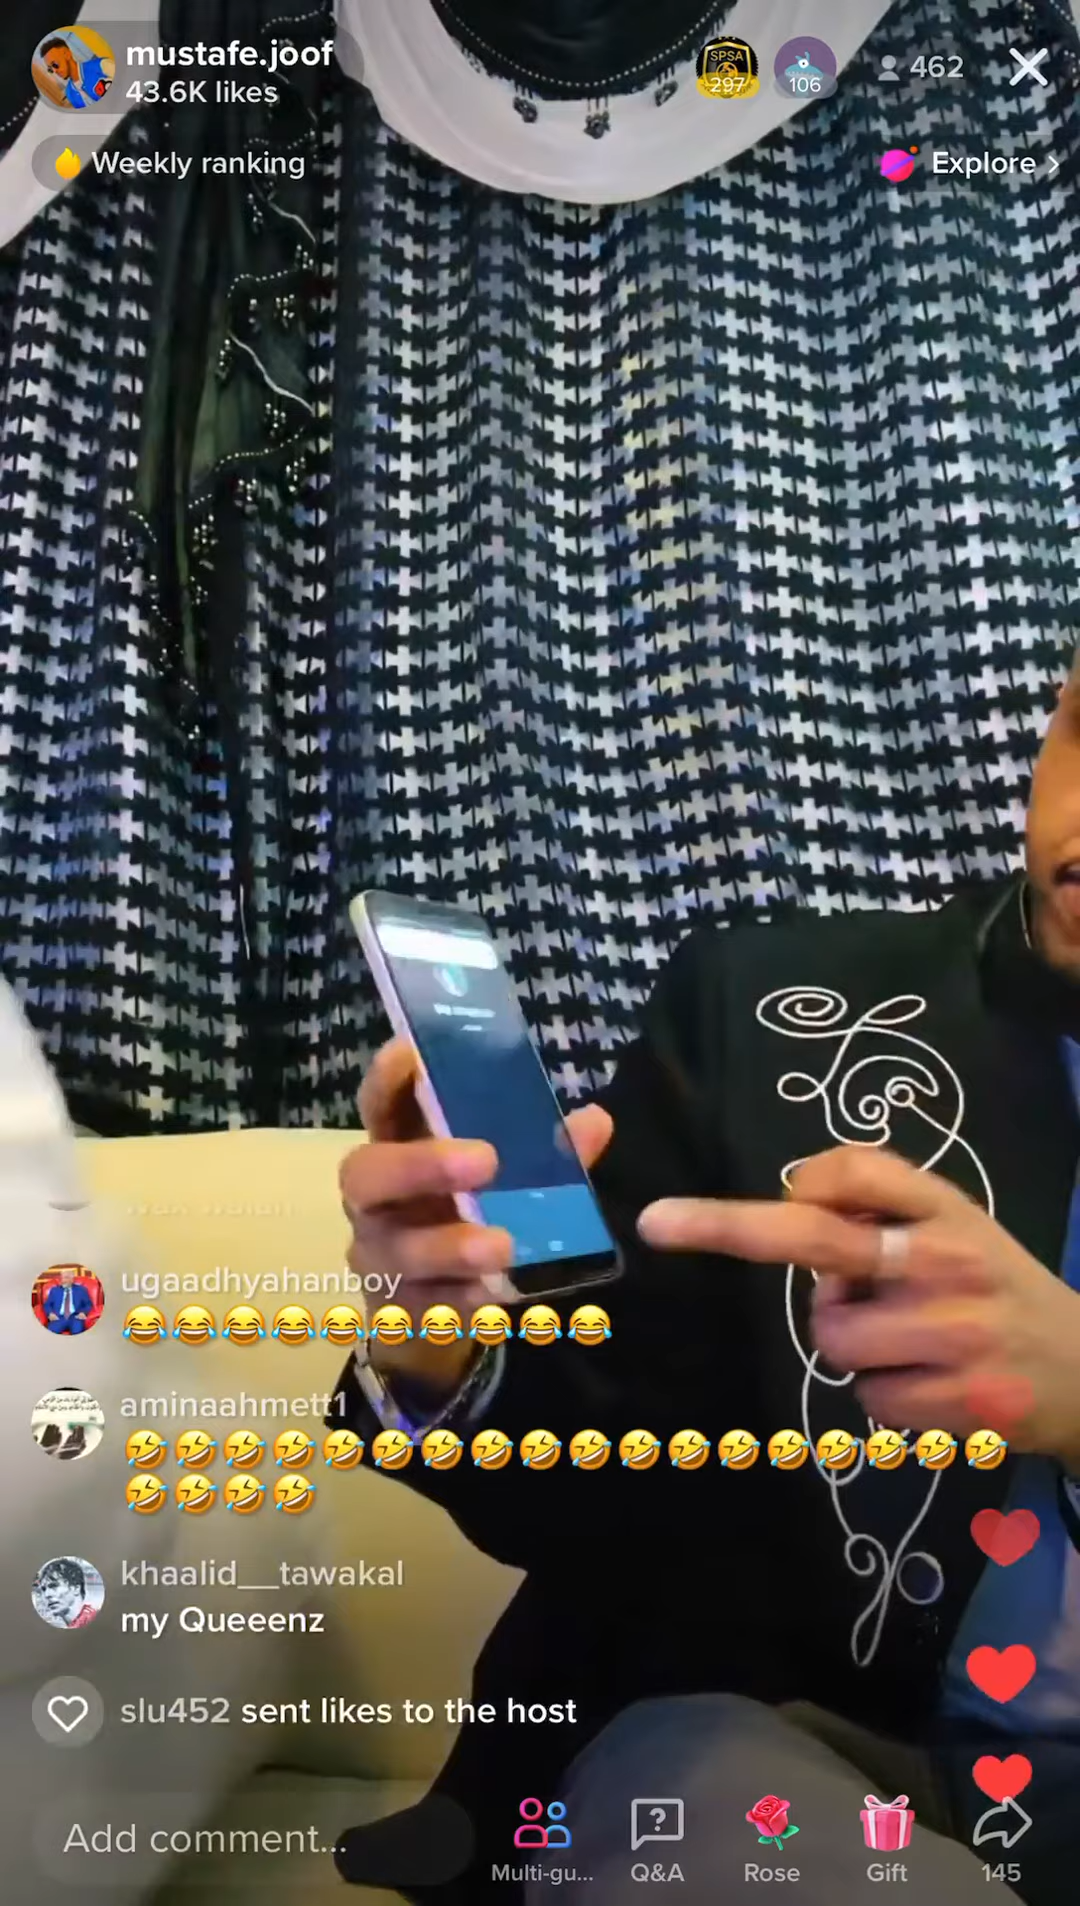 mustafe.joof
43.6K likes
SPSA
297
106
462
Weekly ranking
Explore >
ugaadhyahanboy
😂😂😂😂😂😂😂😂😂😂
aminaahmett1
🤣🤣🤣🤣🤣🤣🤣🤣🤣🤣🤣🤣🤣🤣🤣🤣🤣🤣
🤣🤣🤣🤣
khaalid__tawakal
my Queeenz
slu452 sent likes to the host
Add comment...
Multi-gu...
Q&A
Rose
Gift
145